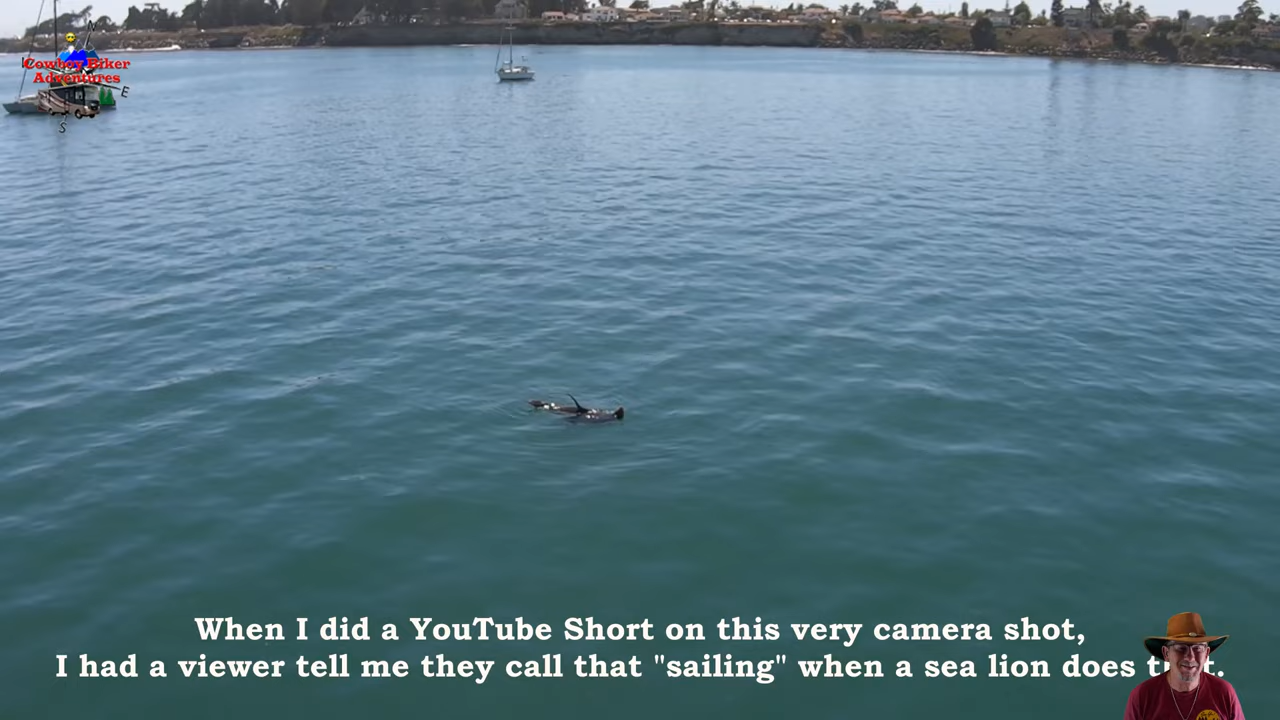 Cowboy Biker
Adventures
E
S
When I did a YouTube Short on this very camera shot,
I had a viewer tell me they call that "sailing" when a sea lion does